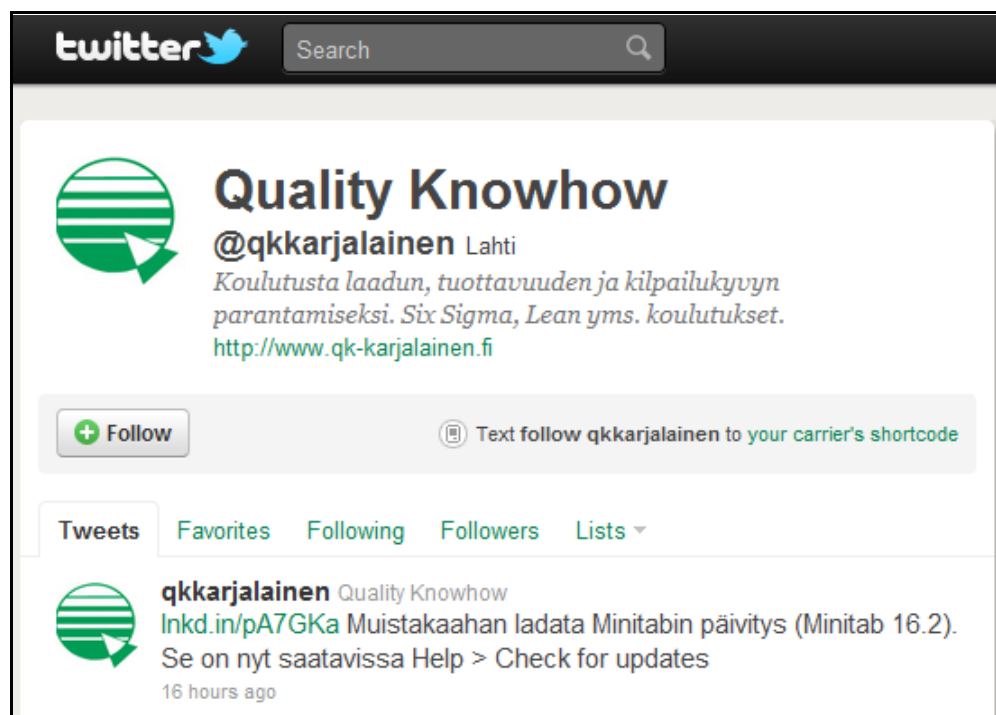 twitter
Search
Quality Knowhow
@qkkarjalainen Lahti
Koulutusta laadun, tuottavuuden ja kilpailukyvyn
parantamiseksi. Six Sigma, Lean yms. koulutukset.
http://www.qk-karjalainen.fi
Follow
Text follow qkkarjalainen to your carrier's shortcode
Tweets Favorites Following Followers Lists
qkkarjalainen Quality Knowhow
lnkd.in/pA7GKa Muistakaahan ladata Minitabin päivitys (Minitab 16.2).
Se on nyt saatavissa Help > Check for updates
16 hours ago